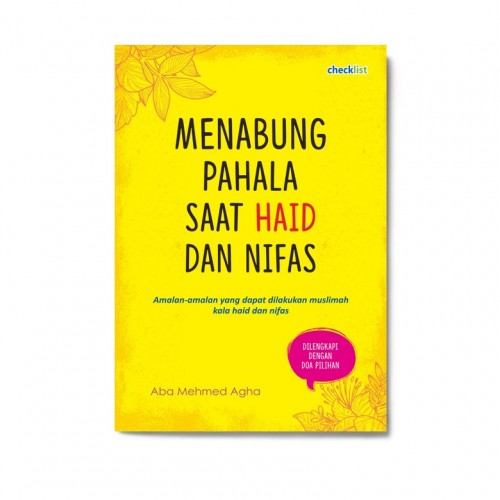 checklist
MENABUNG
PAHALA
SAAT HAID
DAN NIFAS
Amalan-amalan yang dapat dilakukan muslimah
kala haid dan nifas
DILENGKAPI
DENGAN
DOA PILIHAN
Aba Mehmed Agha